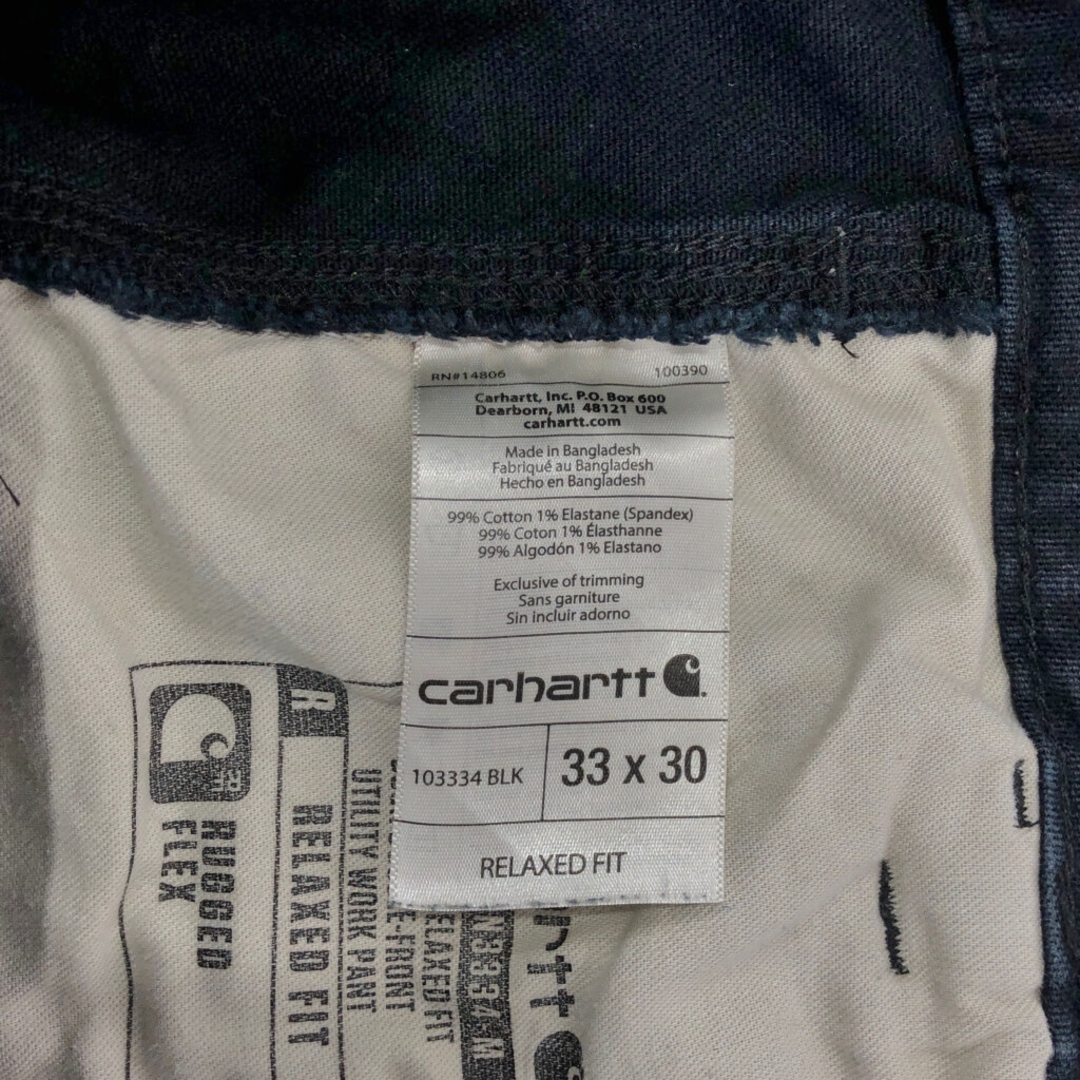 RN#14806 100390
Carhartt, Inc. P.O. Box 600
Dearborn, MI 48121 USA
carhartt.com
Made in Bangladesh
Fabriqué au Bangladesh
Hecho en Bangladesh
99% Cotton 1% Elastane (Spandex)
99% Coton 1% Élasthanne
99% Algodón 1% Elastano
Exclusive of trimming
Sans garniture
Sin incluir adorno
carhartt
103334 BLK
33 x 30
RELAXED FIT
RUGGED
FLEX
R
RELAXED FIT
UTILITY WORK PANT
E-FRONT
RELAXED FIT